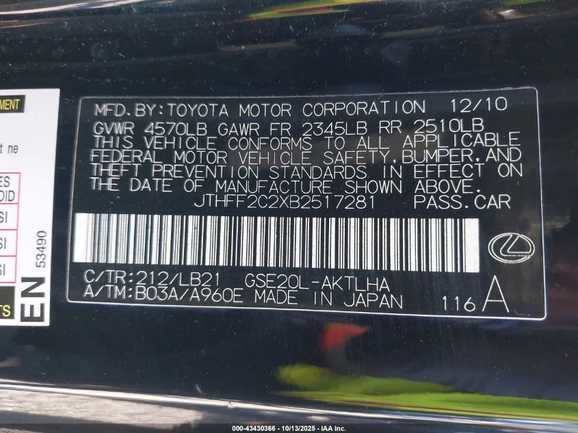 MFD. BY: TOYOTA MOTOR CORPORATION 12/10
GVWR 4570LB GAWR FR 2345LB RR 2510LB
THIS VEHICLE CONFORMS TO ALL APPLICABLE
FEDERAL MOTOR VEHICLE SAFETY, BUMPER, AND
THEFT PREVENTION STANDARDS IN EFFECT ON
THE DATE OF MANUFACTURE SHOWN ABOVE.
JTHFF2C2XB2517281 PASS. CAR
C/TR: 212/LB21 GSE20L-AKTLHA
A/TM: B03A/A960E MADE IN JAPAN 116 A
EN
53490
000-43430366 | 10/13/2025 | IAA Inc.